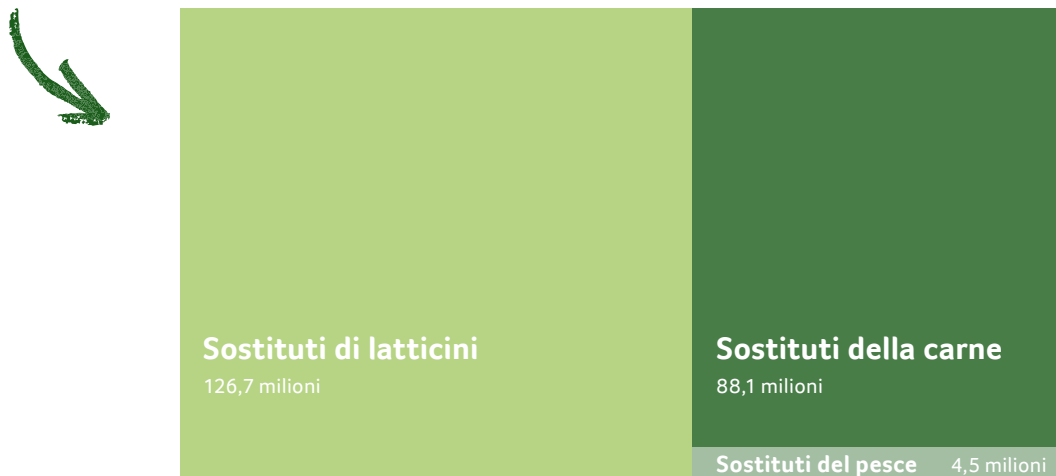 Sostituti di latticini
126,7 milioni
Sostituti della carne
88,1 milioni
Sostituti del pesce 4,5 milioni